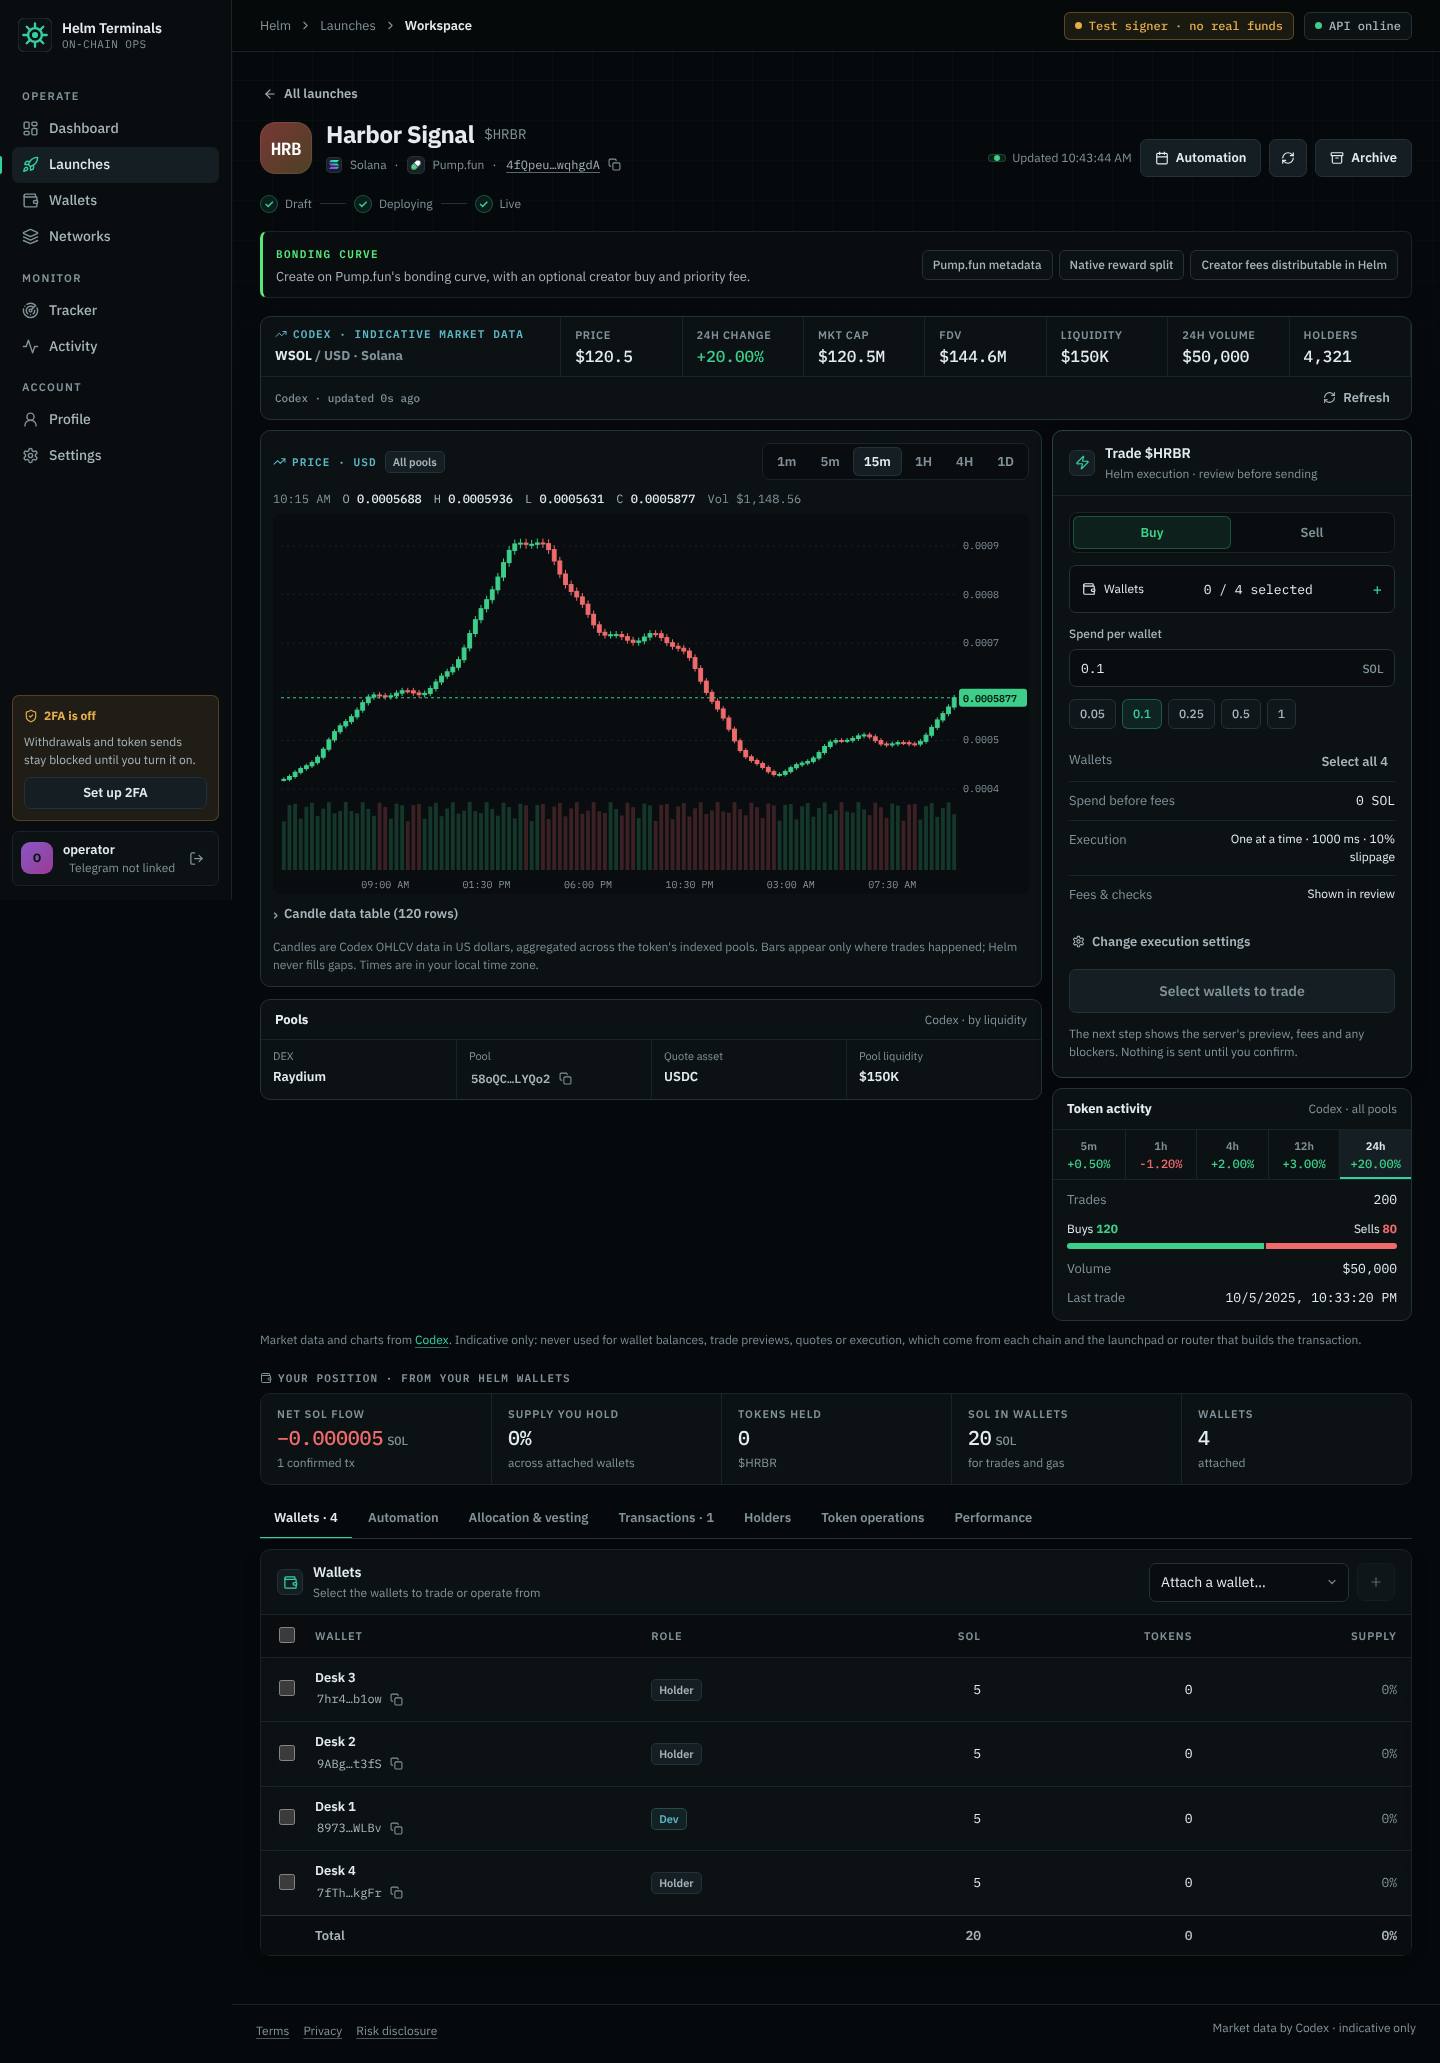 Helm Terminals
ON-CHAIN OPS
OPERATE
Dashboard
Launches
Wallets
Networks
MONITOR
Tracker
Activity
ACCOUNT
Profile
Settings
2FA is off
Withdrawals and token sends
stay blocked until you turn it on.
Set up 2FA
O
operator
Telegram not linked
Helm > Launches > Workspace
Test signer · no real funds
API online
All launches
HRB
Harbor Signal $HRBR
Solana · Pump.fun · 4fQpeu…wqhgdA
Updated 10:43:44 AM
Automation
Archive
Draft
Deploying
Live
BONDING CURVE
Create on Pump.fun's bonding curve, with an optional creator buy and priority fee.
Pump.fun metadata
Native reward split
Creator fees distributable in Helm
CODEX · INDICATIVE MARKET DATA
WSOL / USD · Solana
PRICE
$120.5
24H CHANGE
+20.00%
MKT CAP
$120.5M
FDV
$144.6M
LIQUIDITY
$150K
24H VOLUME
$50,000
HOLDERS
4,321
Codex · updated 0s ago
Refresh
PRICE · USD
All pools
1m 5m 15m 1H 4H 1D
10:15 AM O 0.0005688 H 0.0005936 L 0.0005631 C 0.0005877 Vol $1,148.56
0.0009
0.0008
0.0007
0.0005877
0.0005
0.0004
09:00 AM 01:30 PM 06:00 PM 10:30 PM 03:00 AM 07:30 AM
› Candle data table (120 rows)
Candles are Codex OHLCV data in US dollars, aggregated across the token's indexed pools. Bars appear only where trades happened; Helm
never fills gaps. Times are in your local time zone.
Pools
Codex · by liquidity
DEX
Raydium
Pool
58oQC…LYQo2
Quote asset
USDC
Pool liquidity
$150K
Trade $HRBR
Helm execution · review before sending
Buy
Sell
Wallets 0 / 4 selected +
Spend per wallet
0.1 SOL
0.05 0.1 0.25 0.5 1
Wallets Select all 4
Spend before fees 0 SOL
Execution One at a time · 1000 ms · 10%
slippage
Fees & checks Shown in review
Change execution settings
Select wallets to trade
The next step shows the server's preview, fees and any
blockers. Nothing is sent until you confirm.
Token activity
Codex · all pools
5m 1h 4h 12h 24h
+0.50% -1.20% +2.00% +3.00% +20.00%
Trades 200
Buys 120 Sells 80
Volume $50,000
Last trade 10/5/2025, 10:33:20 PM
Market data and charts from Codex. Indicative only: never used for wallet balances, trade previews, quotes or execution, which come from each chain and the launchpad or router that builds the transaction.
YOUR POSITION · FROM YOUR HELM WALLETS
NET SOL FLOW
−0.000005 SOL
1 confirmed tx
SUPPLY YOU HOLD
0%
across attached wallets
TOKENS HELD
0
$HRBR
SOL IN WALLETS
20 SOL
for trades and gas
WALLETS
4
attached
Wallets · 4 Automation Allocation & vesting Transactions · 1 Holders Token operations Performance
Wallets
Select the wallets to trade or operate from
Attach a wallet...
+
WALLET ROLE SOL TOKENS SUPPLY
Desk 3
7hr4…b1ow
Holder 5 0 0%
Desk 2
9ABg…t3fS
Holder 5 0 0%
Desk 1
8973…WLBv
Dev 5 0 0%
Desk 4
7fTh…kgFr
Holder 5 0 0%
Total 20 0 0%
Terms Privacy Risk disclosure
Market data by Codex · indicative only